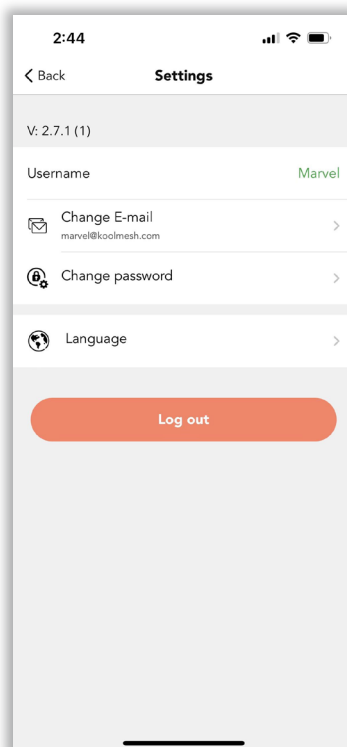 2:44
Back
Settings
V: 2.7.1 (1)
Username
Marvel
Change E-mail
marvel@koolmesh.com
Change password
Language
Log out